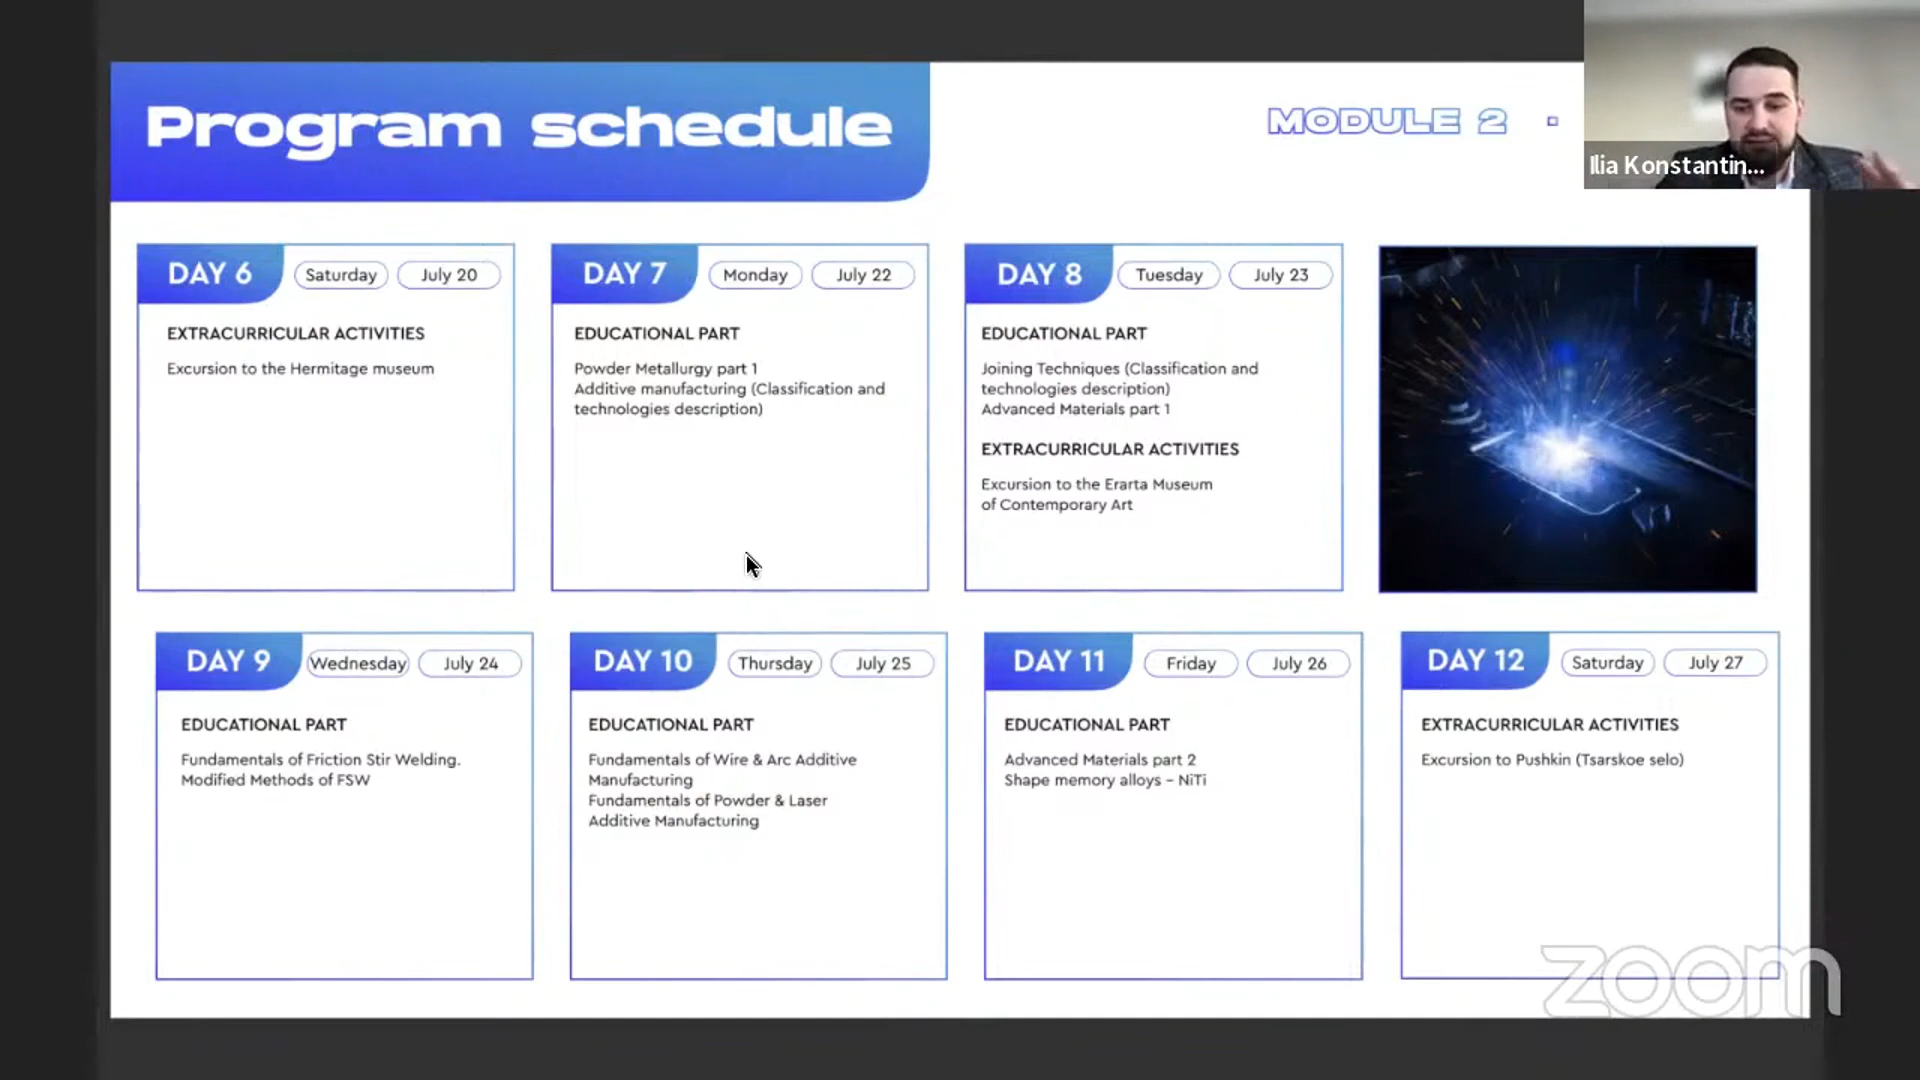 Program schedule
MODULE 2
Ilia Konstantin...
DAY 6
Saturday
July 20
EXTRACURRICULAR ACTIVITIES
Excursion to the Hermitage museum
DAY 7
Monday
July 22
EDUCATIONAL PART
Powder Metallurgy part 1
Additive manufacturing (Classification and
technologies description)
DAY 8
Tuesday
July 23
EDUCATIONAL PART
Joining Techniques (Classification and
technologies description)
Advanced Materials part 1
EXTRACURRICULAR ACTIVITIES
Excursion to the Erarta Museum
of Contemporary Art
DAY 9
Wednesday
July 24
EDUCATIONAL PART
Fundamentals of Friction Stir Welding.
Modified Methods of FSW
DAY 10
Thursday
July 25
EDUCATIONAL PART
Fundamentals of Wire & Arc Additive
Manufacturing
Fundamentals of Powder & Laser
Additive Manufacturing
DAY 11
Friday
July 26
EDUCATIONAL PART
Advanced Materials part 2
Shape memory alloys – NiTi
DAY 12
Saturday
July 27
EXTRACURRICULAR ACTIVITIES
Excursion to Pushkin (Tsarskoe selo)
zoom